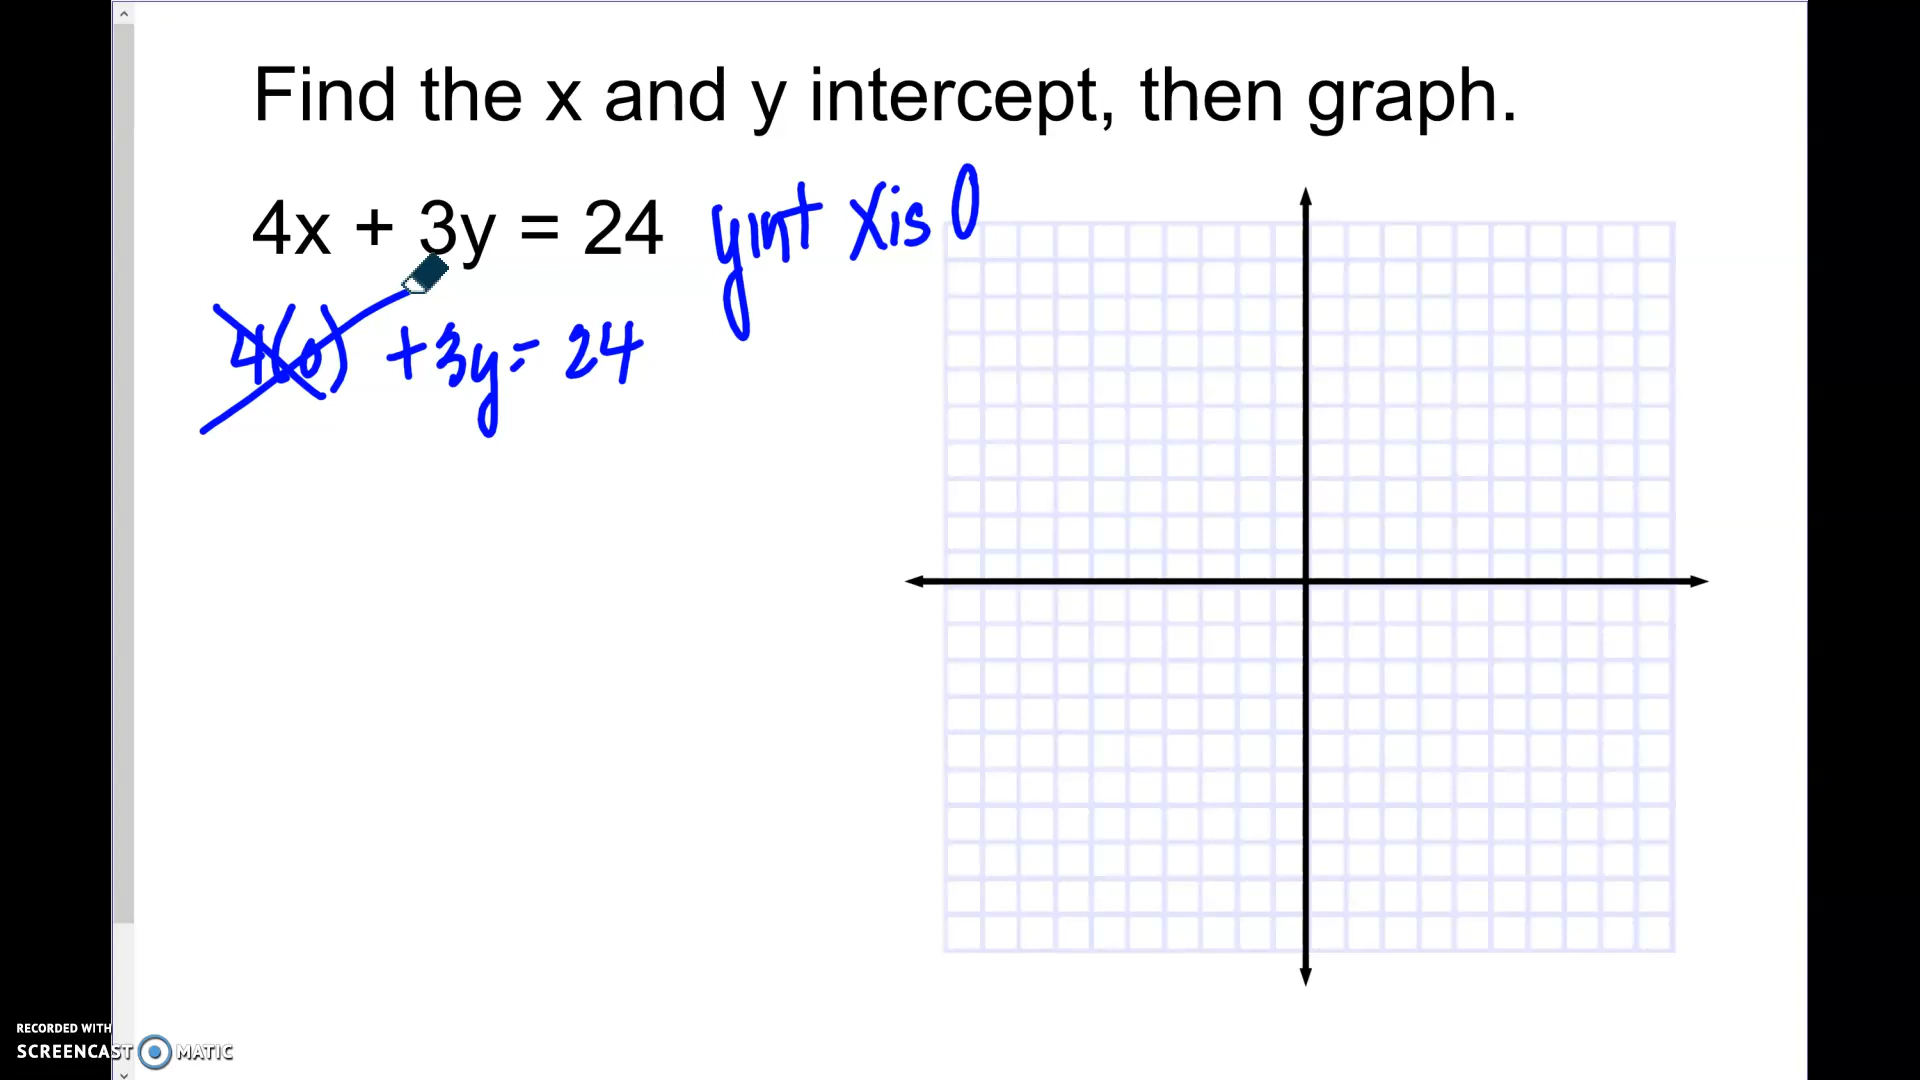 Find the x and y intercept, then graph.
4x + 3y = 24 yint X is 0
4(0) +3y = 24
RECORDED WITH
SCREENCAST MATIC